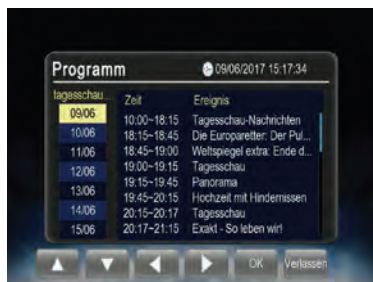 Programm 09/06/2017 15:17:34
tagesschau... Zeit Ereignis
09/06
10/06
11/06
12/06
13/06
14/06
15/06
10:00~18:15 Tagesschau-Nachrichten
18:15~18:45 Die Europaretter: Der Pul...
18:45~19:00 Weltspiegel extra: Ende d...
19:00~19:15 Tagesschau
19:15~19:45 Panorama
19:45~20:15 Hochzeit mit Hindernissen
20:15~20:17 Tagesschau
20:17~21:15 Exakt - So leben wir!
OK Verlassen